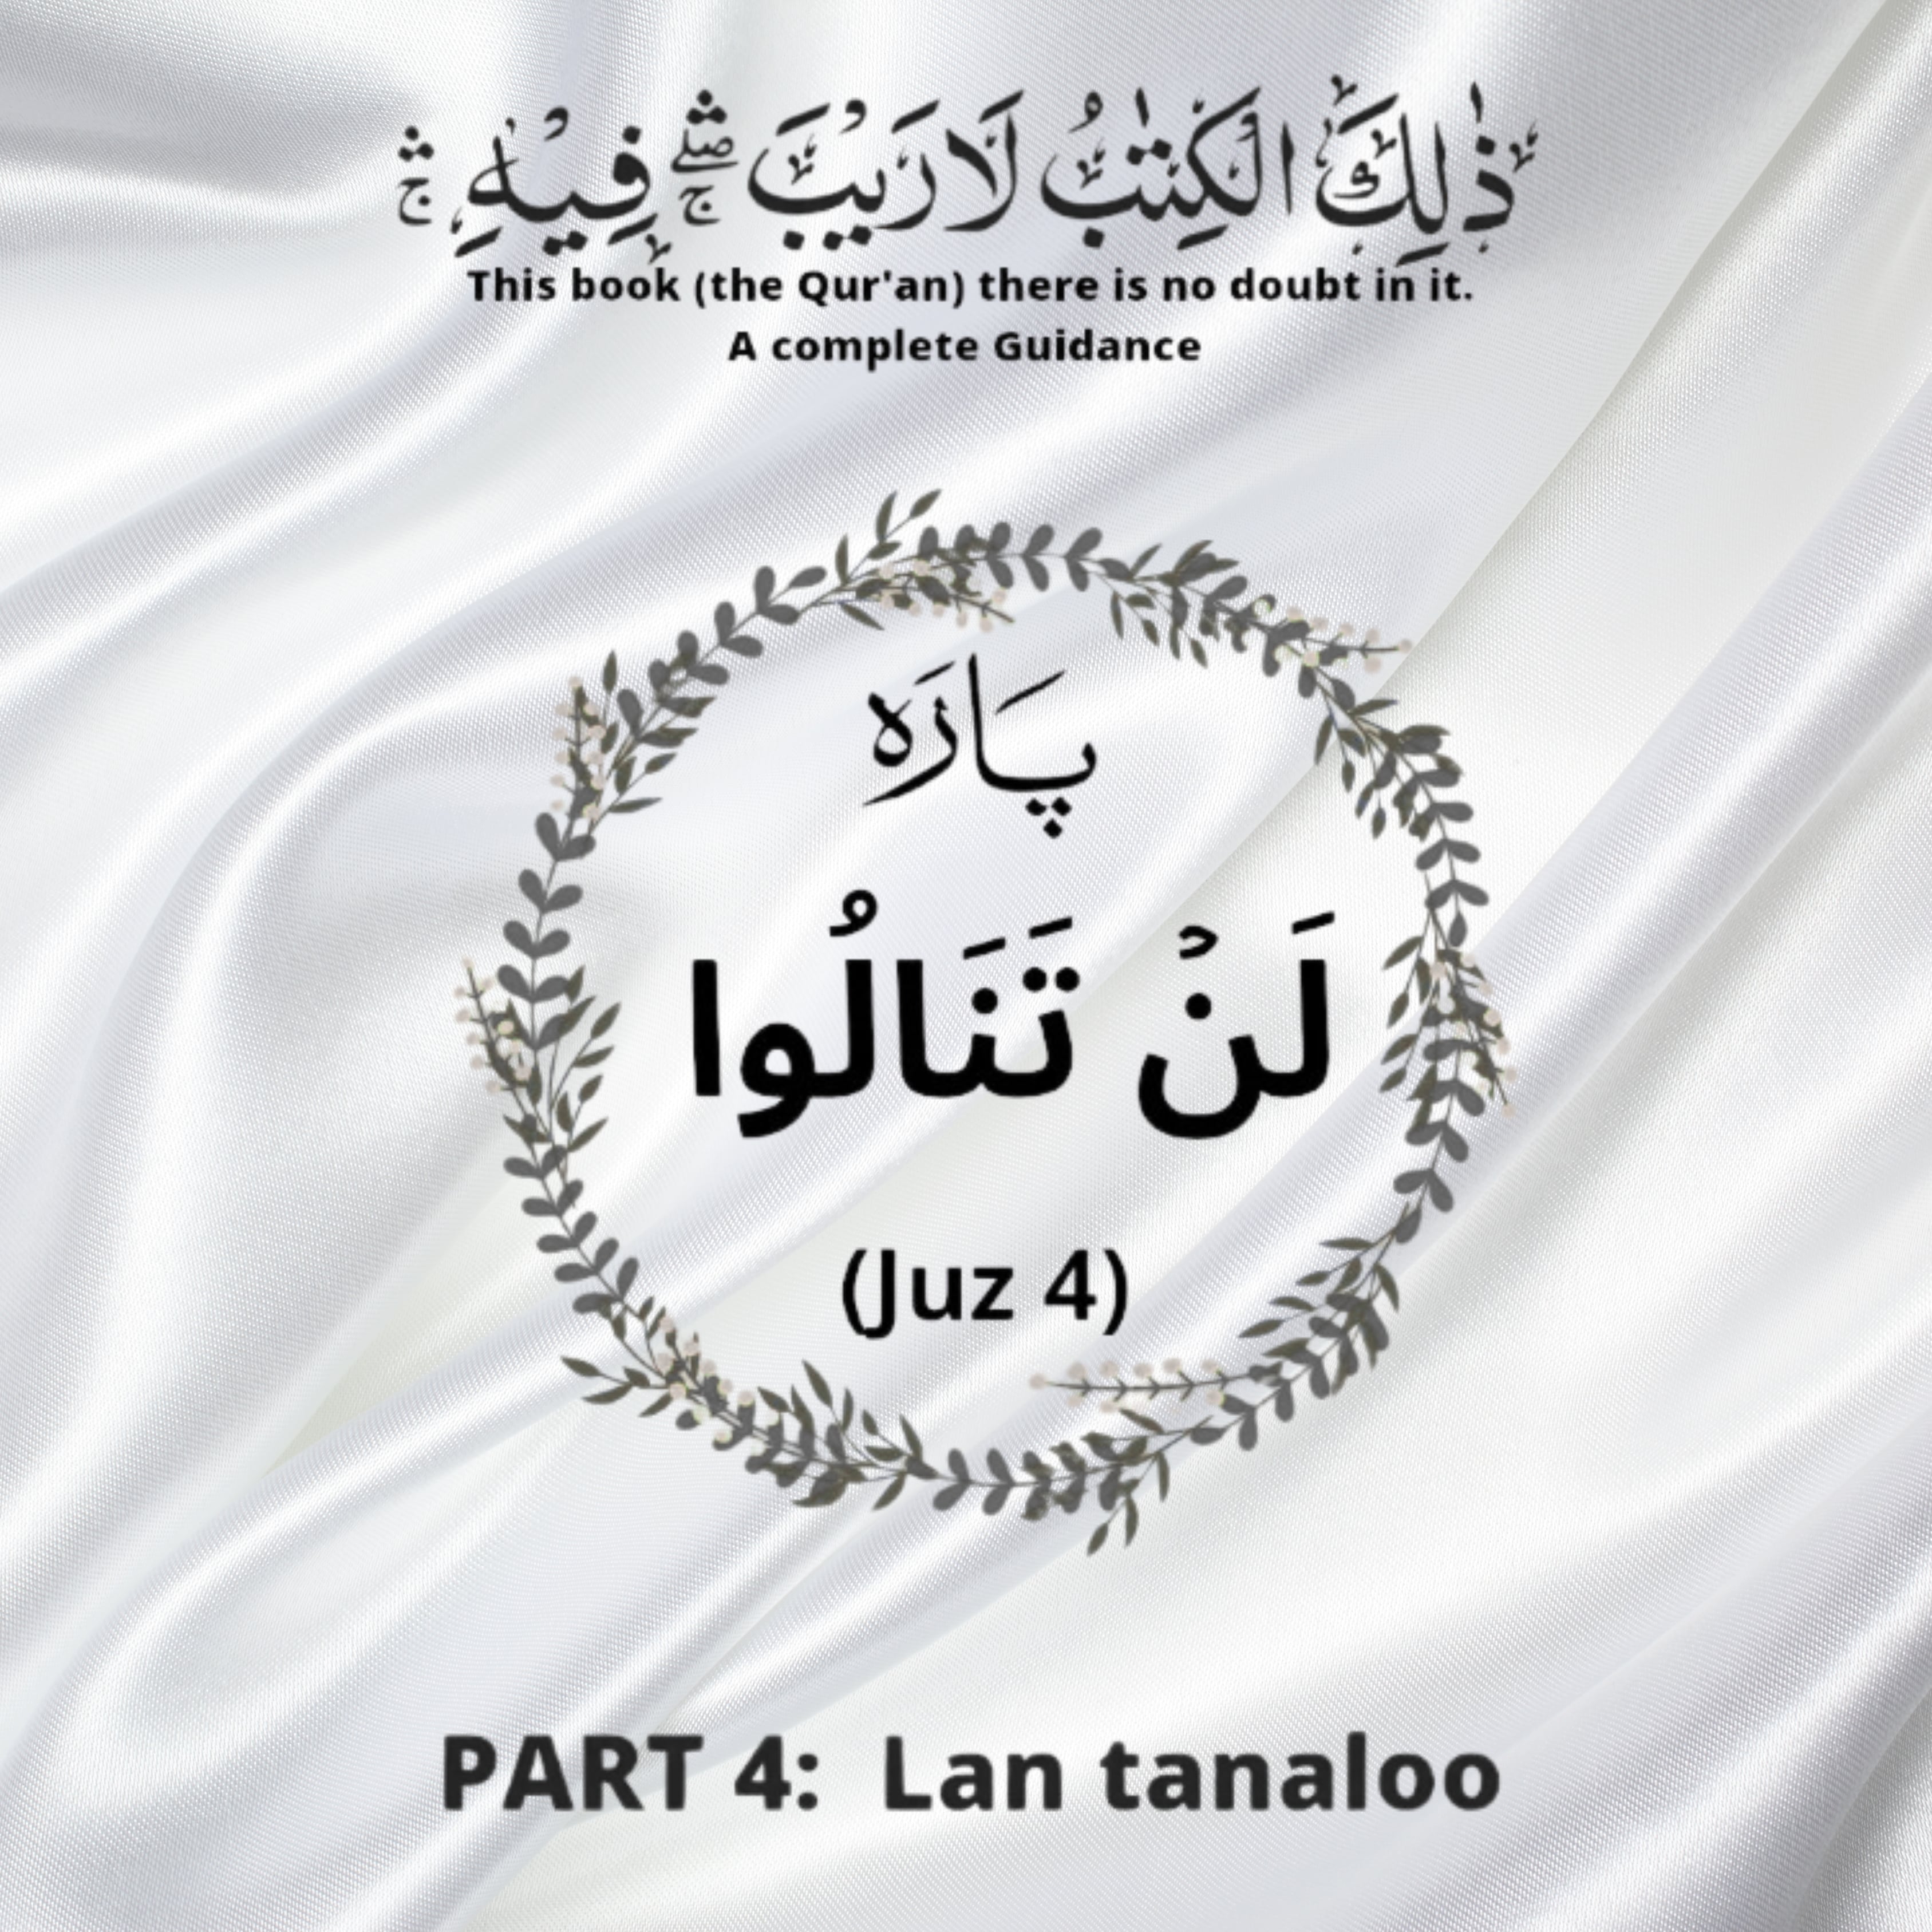 ذٰلِكَ الْكِتٰبُ لَا رَيْبَ ۛۖۚ فِيْهِ ۛۚ
This book (the Qur'an) there is no doubt in it.
A complete Guidance
پَارَہ
لَنْ تَنَالُوا
(Juz 4)
PART 4: Lan tanaloo